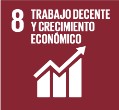 8 TRABAJO DECENTE
Y CRECIMIENTO
ECONÓMICO